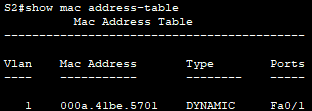 S2#show mac address-table
Mac Address Table
-------------------------------------------
Vlan    Mac Address       Type        Ports
----    -----------       --------    -----
1    000a.41be.5701    DYNAMIC     Fa0/1